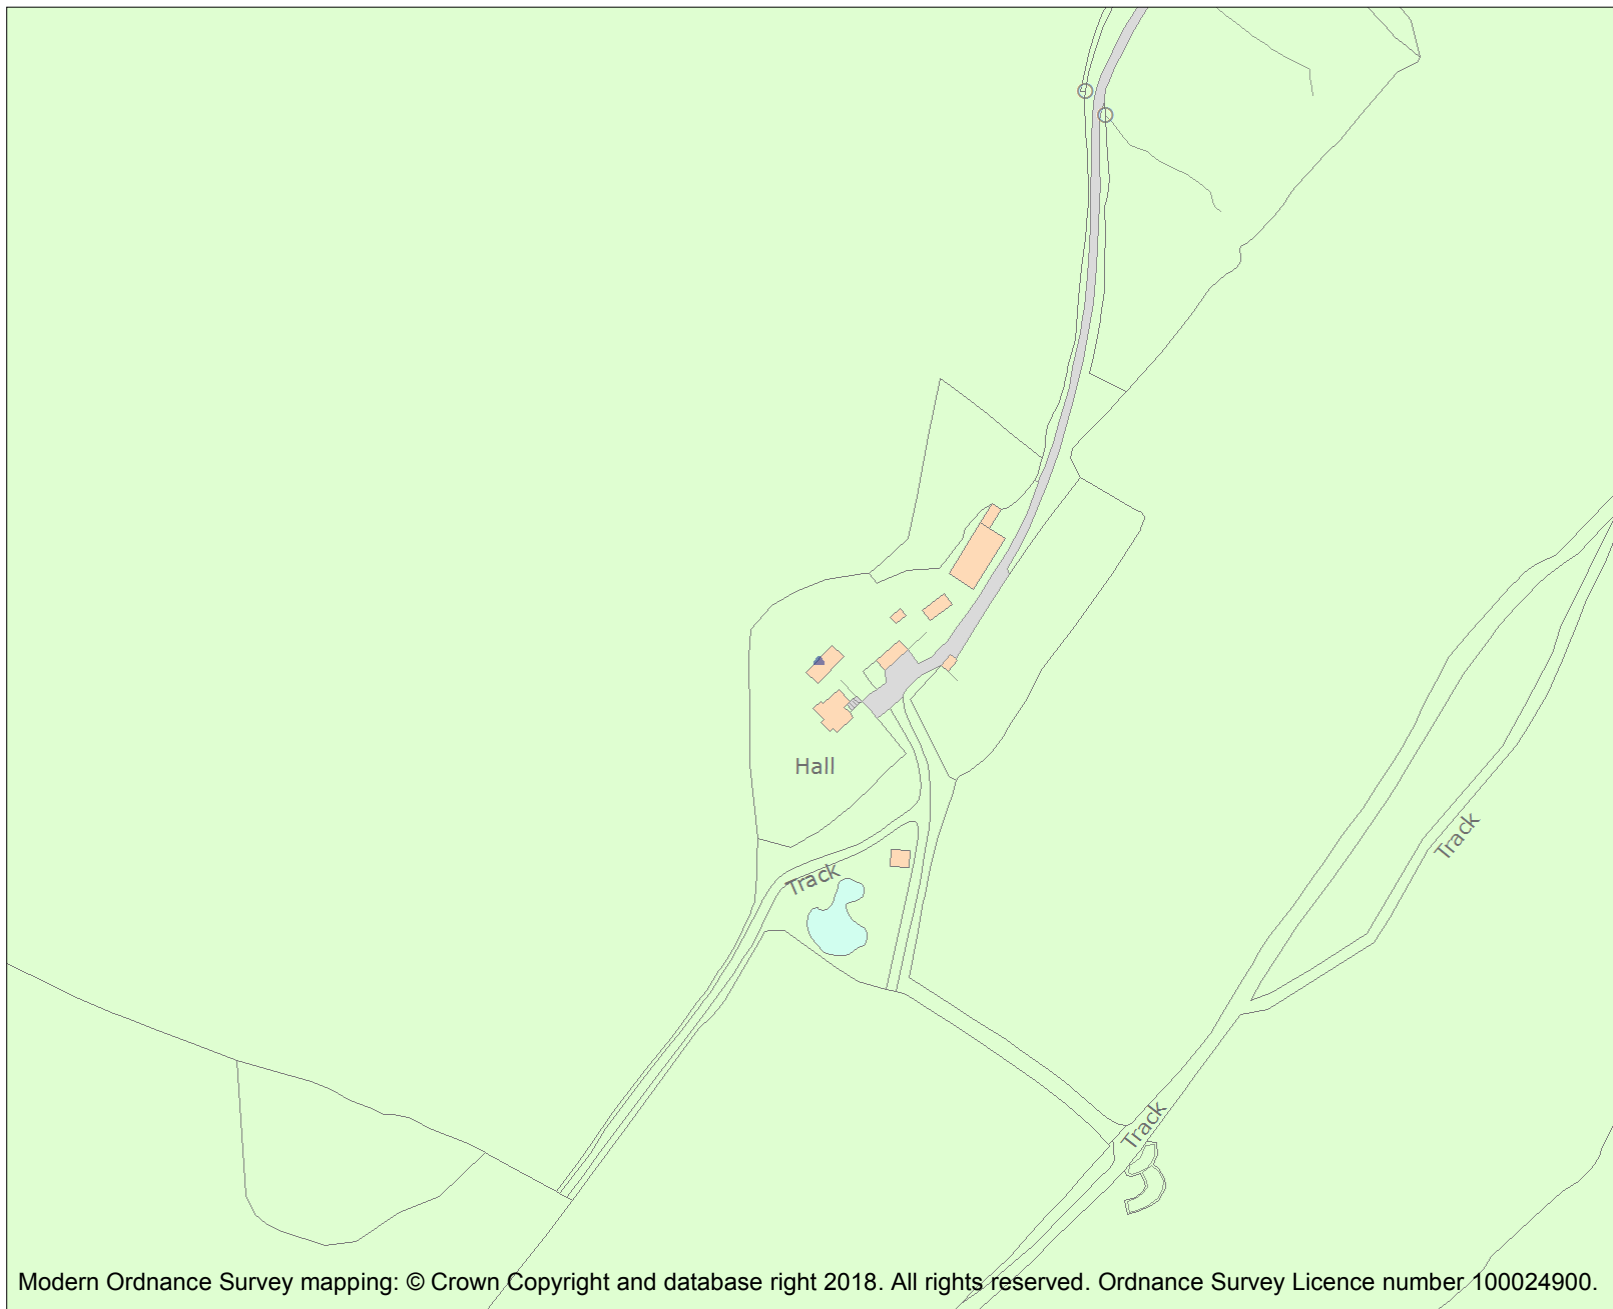 Hall
Track
Track
Track
Modern Ordnance Survey mapping: © Crown Copyright and database right 2018. All rights reserved. Ordnance Survey Licence number 100024900.